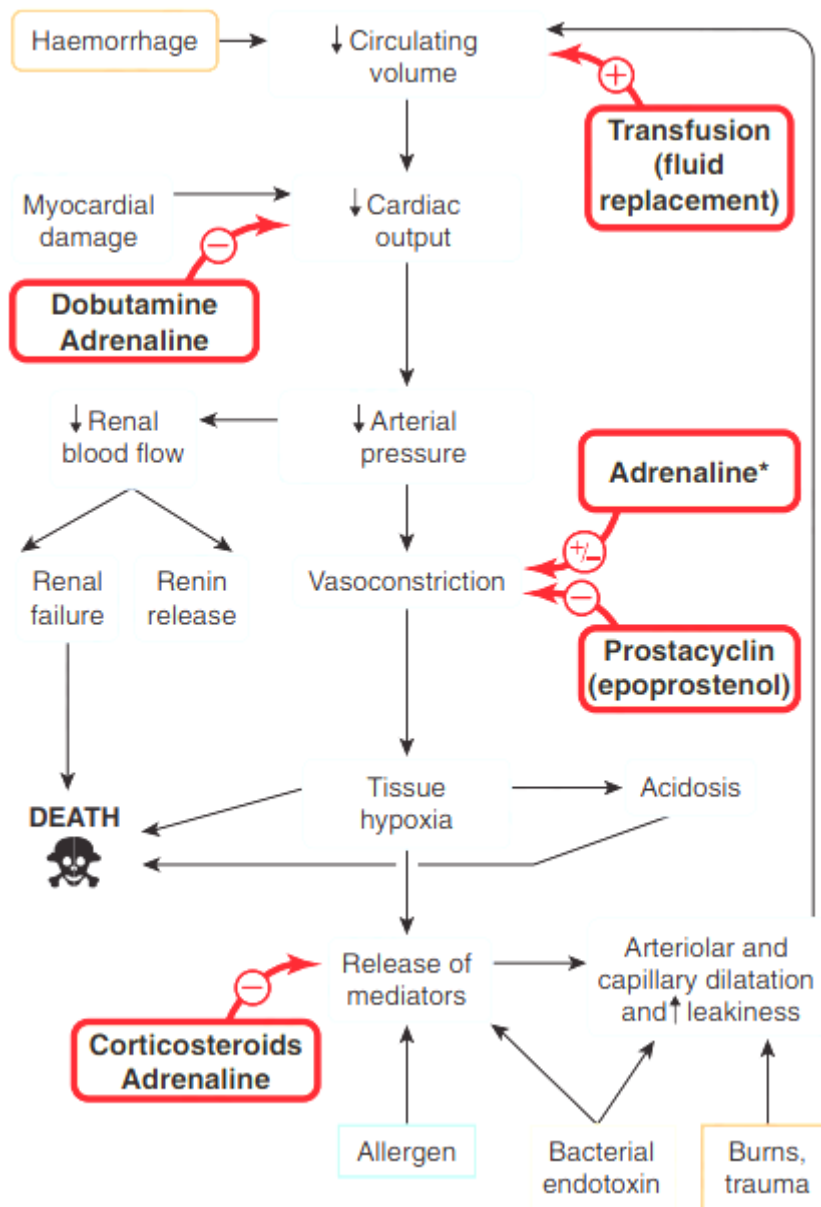 Haemorrhage
↓ Circulating
volume
Transfusion
(fluid
replacement)
+
Myocardial
damage
↓ Cardiac
output
−
Dobutamine
Adrenaline
↓ Renal
blood flow
↓ Arterial
pressure
Adrenaline*
+/−
Renal
failure
Renin
release
Vasoconstriction
−
Prostacyclin
(epoprostenol)
DEATH
Tissue
hypoxia
Acidosis
−
Corticosteroids
Adrenaline
Release of
mediators
Arteriolar and
capillary dilatation
and ↑ leakiness
Allergen
Bacterial
endotoxin
Burns,
trauma